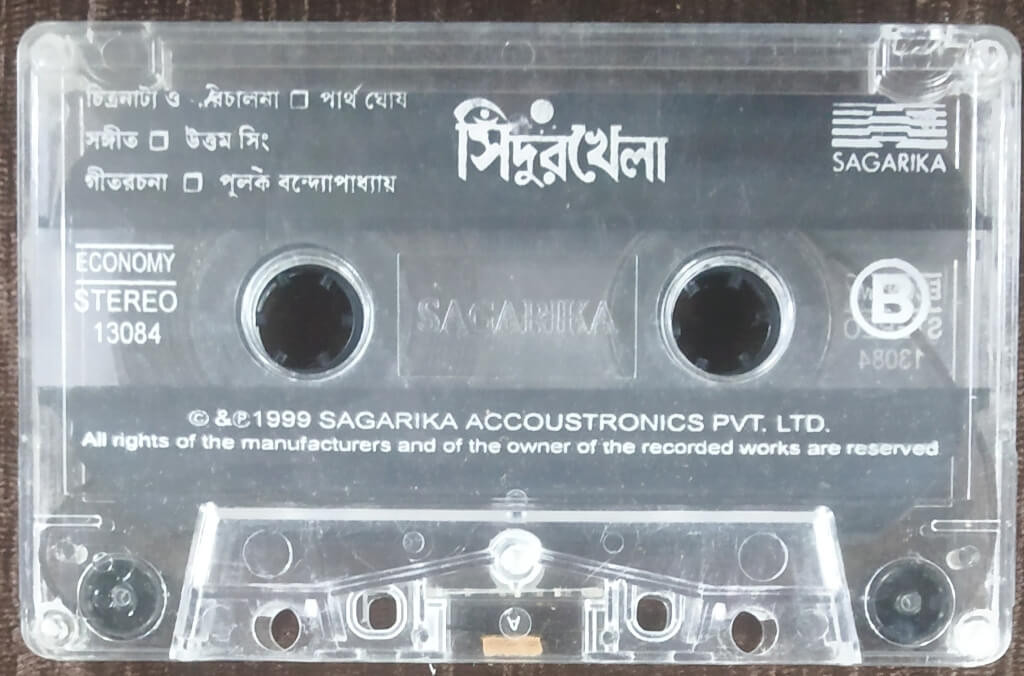 চিত্রনাট্য ও পরিচালনা □ পার্থ ঘোষ
সঙ্গীত □ উত্তম সিং
গীতরচনা □ পুলক বন্দ্যোপাধ্যায়
সিঁদুরখেলা
SAGARIKA
ECONOMY
STEREO
13084
SAGARIKA
B
13084
© & ℗ 1999 SAGARIKA ACCOUSTRONICS PVT. LTD.
All rights of the manufacturers and of the owner of the recorded works are reserved
A